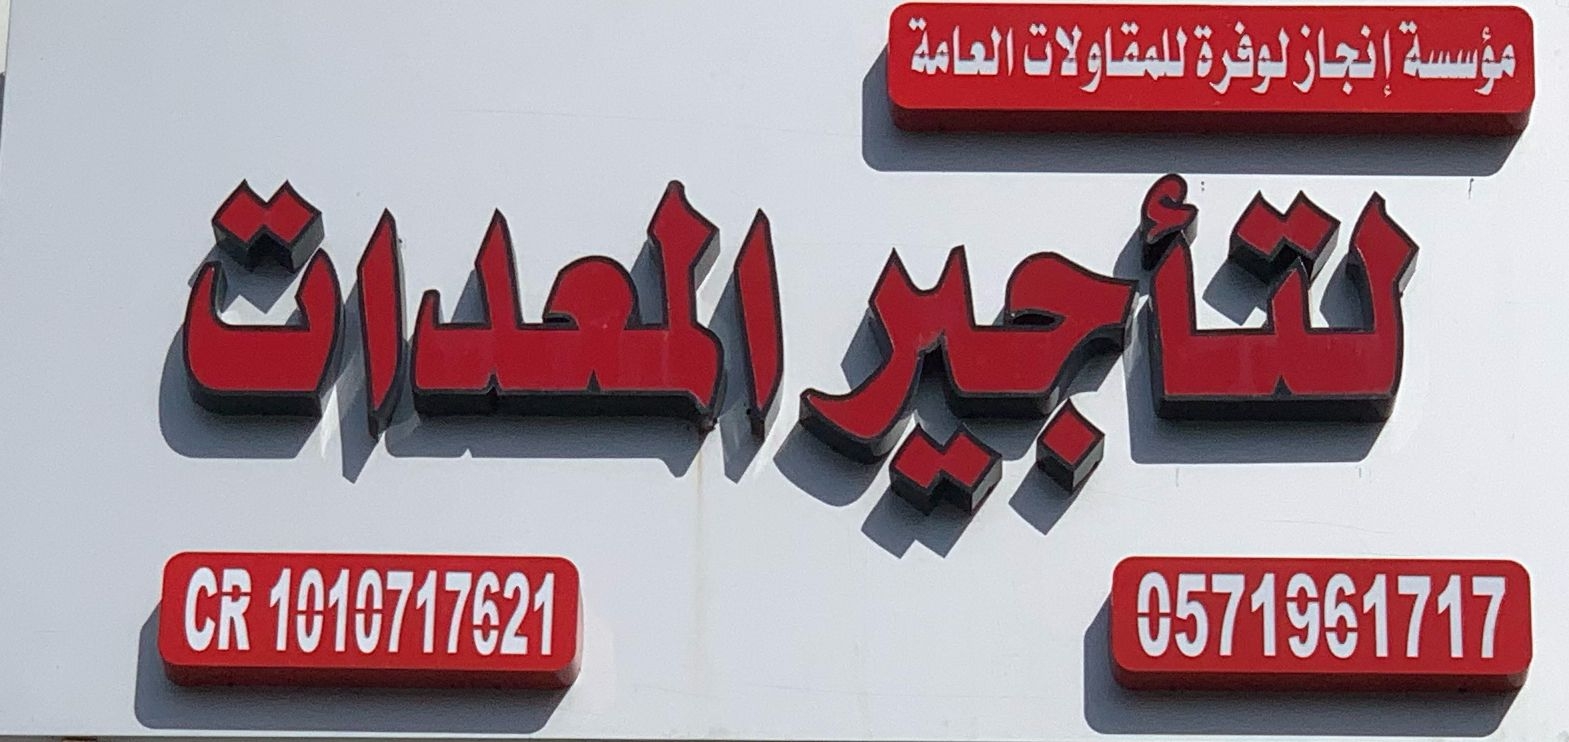 مؤسسة إنجاز لوفرة للمقاولات العامة
لتأجير المعدات
0571961717
CR 1010717621